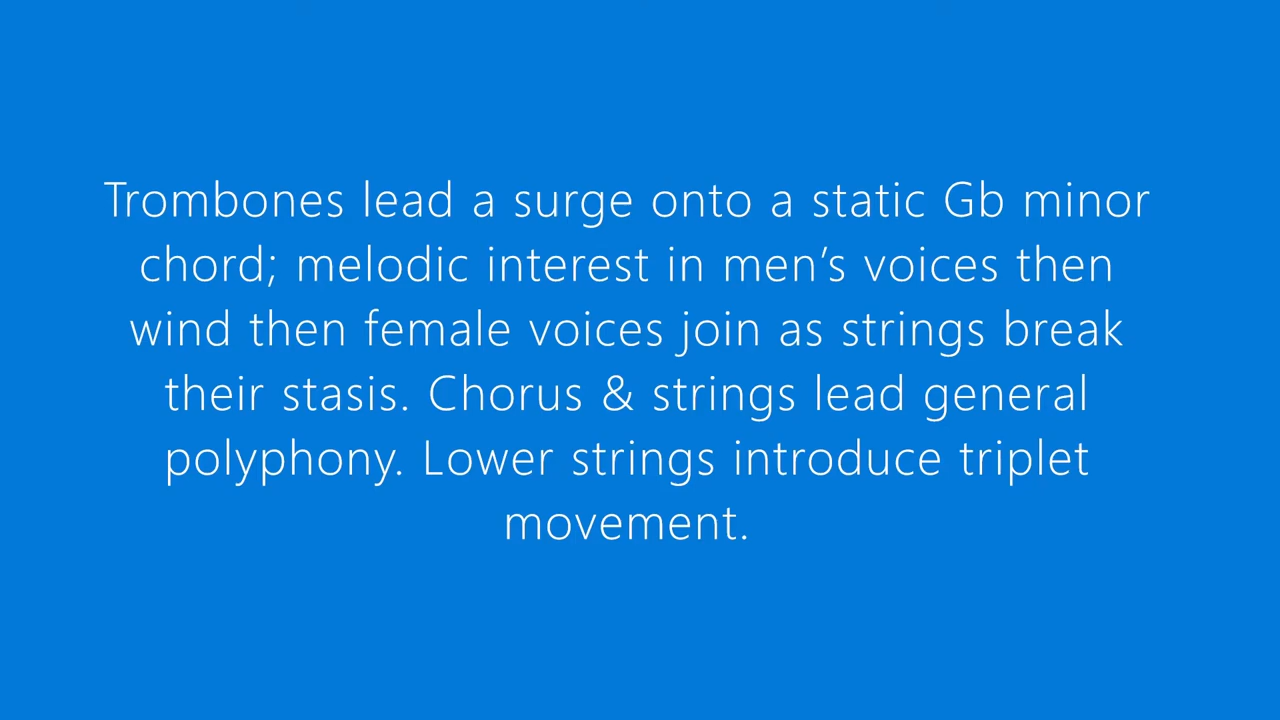 Trombones lead a surge onto a static Gb minor
chord; melodic interest in men’s voices then
wind then female voices join as strings break
their stasis. Chorus & strings lead general
polyphony. Lower strings introduce triplet
movement.